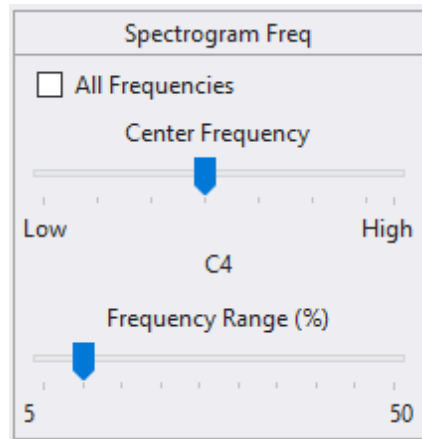 Spectrogram Freq
All Frequencies
Center Frequency
Low High
C4
Frequency Range (%)
5 50